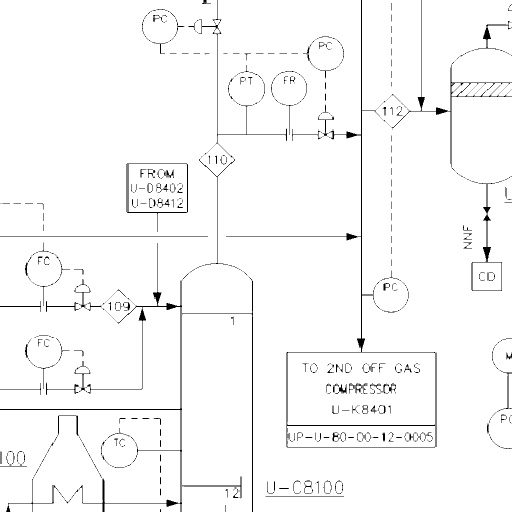 PC
PC
PT
FR
112
110
FROM
U-D8402
U-D8412
NNF
FC
CD
109
PC
1
FC
TO 2ND OFF GAS
COMPRESSOR
U-K8401
M
PC
UP-U-80-00-12-0005
TC
100
12
U-C8100